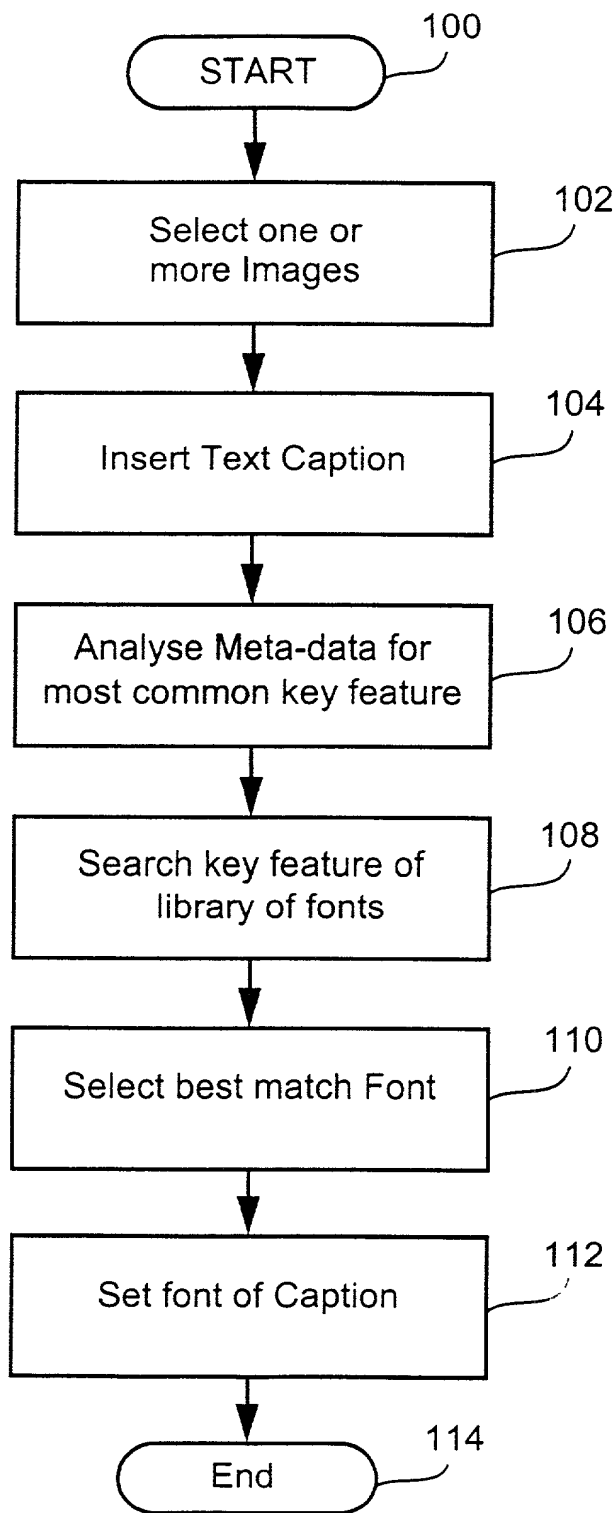 100
START
102
Select one or
more Images
104
Insert Text Caption
106
Analyse Meta-data for
most common key feature
108
Search key feature of
library of fonts
110
Select best match Font
112
Set font of Caption
114
End